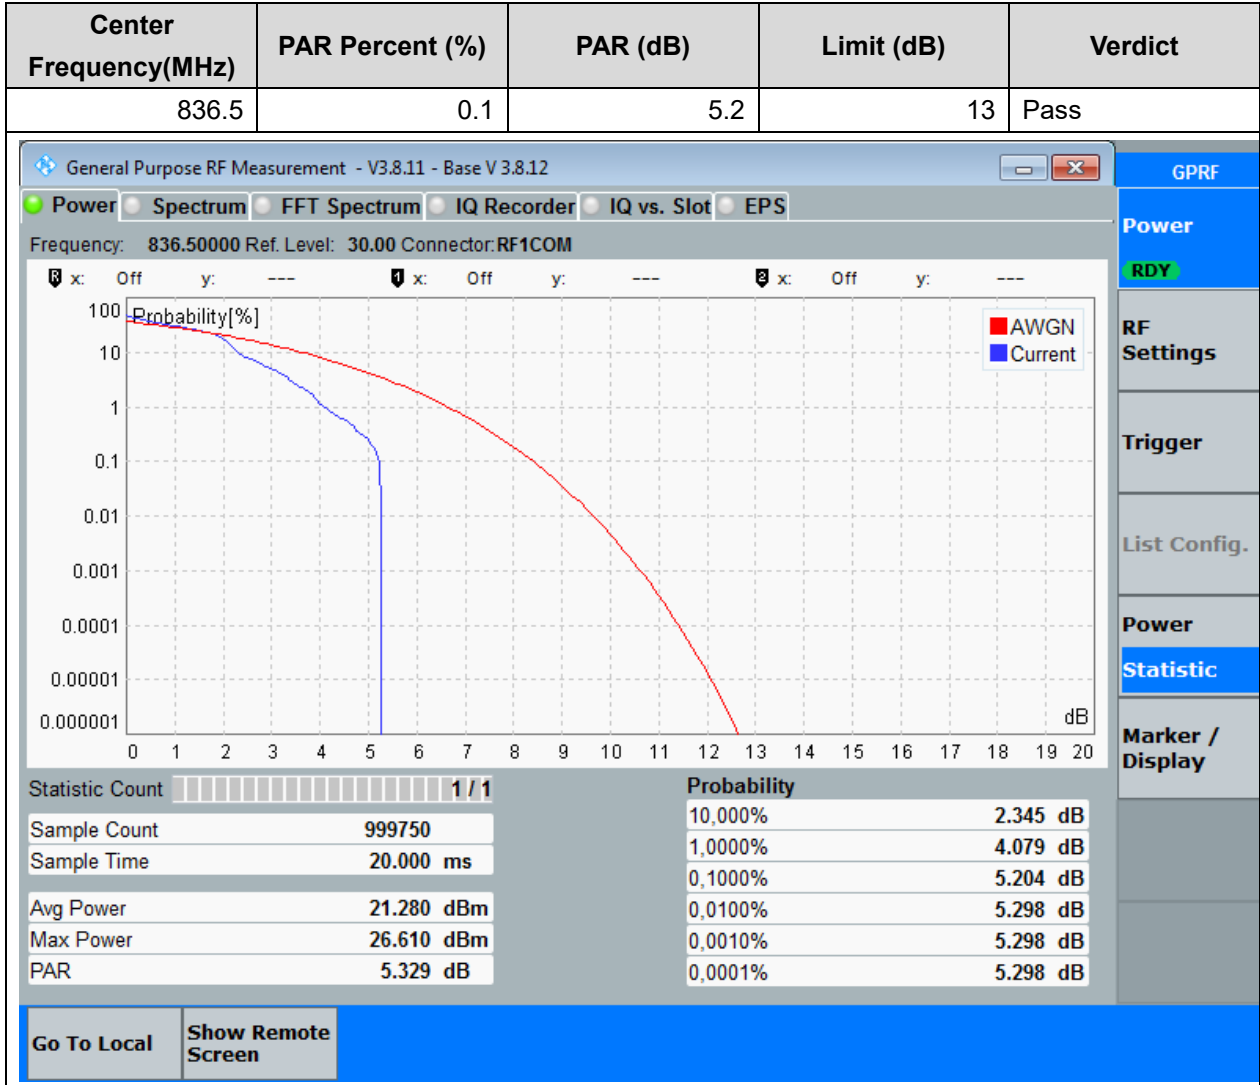 Center Frequency(MHz) PAR Percent (%) PAR (dB) Limit (dB) Verdict
836.5 0.1 5.2 13 Pass
General Purpose RF Measurement - V3.8.11 - Base V 3.8.12
GPRF
Power Spectrum FFT Spectrum IQ Recorder IQ vs. Slot EPS
Frequency: 836.50000 Ref. Level: 30.00 Connector: RF1COM
R x: Off y: --- 1 x: Off y: --- 2 x: Off y: ---
Probability[%]
AWGN
Current
100
10
1
0.1
0.01
0.001
0.0001
0.00001
0.000001
dB
0 1 2 3 4 5 6 7 8 9 10 11 12 13 14 15 16 17 18 19 20
Statistic Count 1 / 1
Sample Count 999750
Sample Time 20.000 ms
Avg Power 21.280 dBm
Max Power 26.610 dBm
PAR 5.329 dB
Probability
10,000% 2.345 dB
1,0000% 4.079 dB
0,1000% 5.204 dB
0,0100% 5.298 dB
0,0010% 5.298 dB
0,0001% 5.298 dB
Power
RDY
RF
Settings
Trigger
List Config.
Power
Statistic
Marker /
Display
Go To Local
Show Remote
Screen